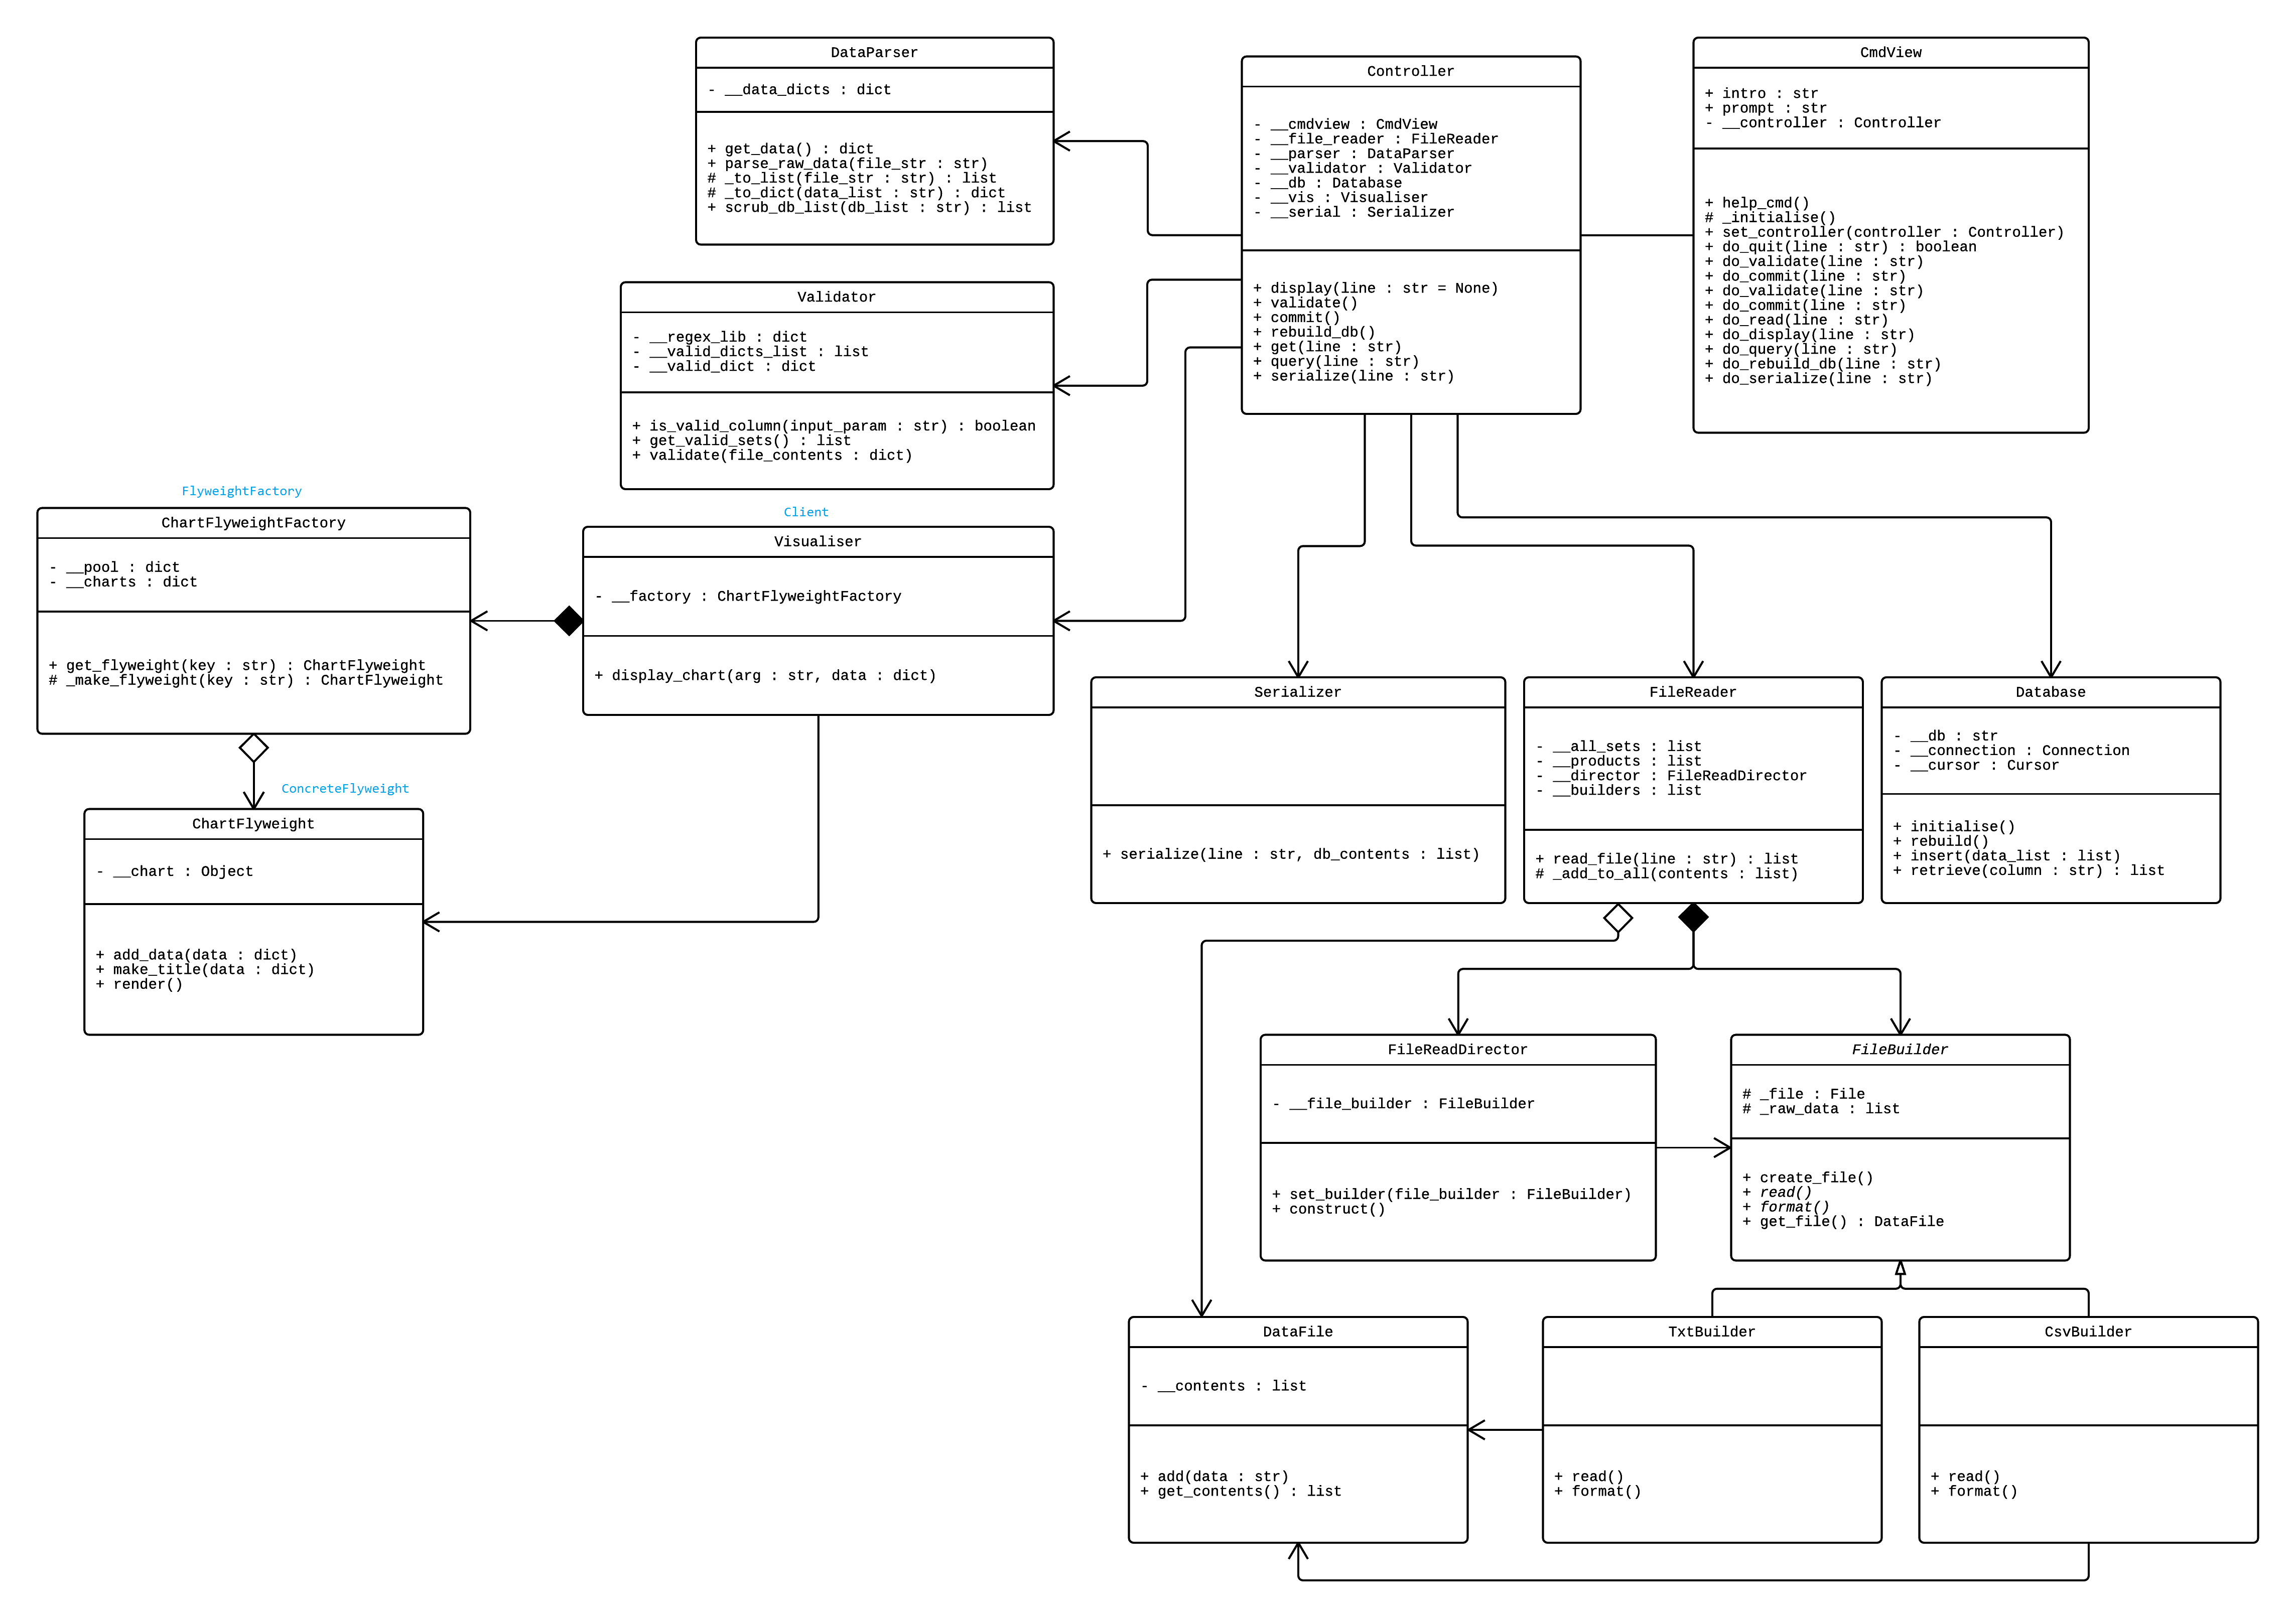 DataParser
- __data_dicts : dict
+ get_data() : dict
+ parse_raw_data(file_str : str)
# _to_list(file_str : str) : list
# _to_dict(data_list : str) : dict
+ scrub_db_list(db_list : str) : list
Controller
- __cmdview : CmdView
- __file_reader : FileReader
- __parser : DataParser
- __validator : Validator
- __db : Database
- __vis : Visualiser
- __serial : Serializer
+ display(line : str = None)
+ validate()
+ commit()
+ rebuild_db()
+ get(line : str)
+ query(line : str)
+ serialize(line : str)
CmdView
+ intro : str
+ prompt : str
- __controller : Controller
+ help_cmd()
# _initialise()
+ set_controller(controller : Controller)
+ do_quit(line : str) : boolean
+ do_validate(line : str)
+ do_commit(line : str)
+ do_validate(line : str)
+ do_commit(line : str)
+ do_read(line : str)
+ do_display(line : str)
+ do_query(line : str)
+ do_rebuild_db(line : str)
+ do_serialize(line : str)
Validator
- __regex_lib : dict
- __valid_dicts_list : list
- __valid_dict : dict
+ is_valid_column(input_param : str) : boolean
+ get_valid_sets() : list
+ validate(file_contents : dict)
FlyweightFactory
ChartFlyweightFactory
- __pool : dict
- __charts : dict
+ get_flyweight(key : str) : ChartFlyweight
# _make_flyweight(key : str) : ChartFlyweight
Client
Visualiser
- __factory : ChartFlyweightFactory
+ display_chart(arg : str, data : dict)
ConcreteFlyweight
ChartFlyweight
- __chart : Object
+ add_data(data : dict)
+ make_title(data : dict)
+ render()
Serializer
+ serialize(line : str, db_contents : list)
FileReader
- __all_sets : list
- __products : list
- __director : FileReadDirector
- __builders : list
+ read_file(line : str) : list
# _add_to_all(contents : list)
Database
- __db : str
- __connection : Connection
- __cursor : Cursor
+ initialise()
+ rebuild()
+ insert(data_list : list)
+ retrieve(column : str) : list
FileReadDirector
- __file_builder : FileBuilder
+ set_builder(file_builder : FileBuilder)
+ construct()
FileBuilder
# _file : File
# _raw_data : list
+ create_file()
+ read()
+ format()
+ get_file() : DataFile
DataFile
- __contents : list
+ add(data : str)
+ get_contents() : list
TxtBuilder
+ read()
+ format()
CsvBuilder
+ read()
+ format()